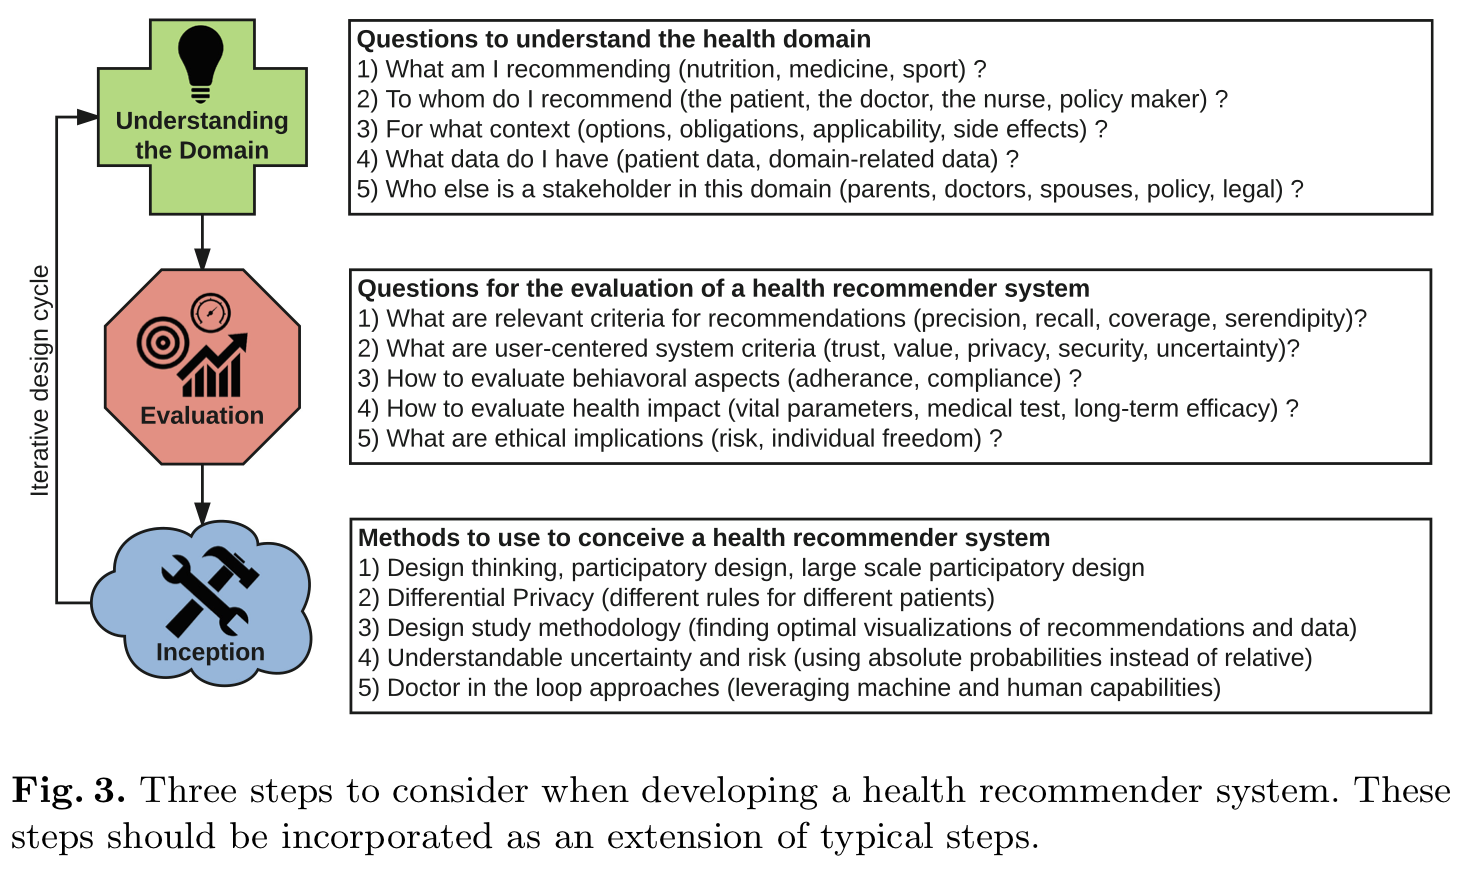 Understanding
the Domain
Questions to understand the health domain
1) What am I recommending (nutrition, medicine, sport) ?
2) To whom do I recommend (the patient, the doctor, the nurse, policy maker) ?
3) For what context (options, obligations, applicability, side effects) ?
4) What data do I have (patient data, domain-related data) ?
5) Who else is a stakeholder in this domain (parents, doctors, spouses, policy, legal) ?
Iterative design cycle
Evaluation
Questions for the evaluation of a health recommender system
1) What are relevant criteria for recommendations (precision, recall, coverage, serendipity)?
2) What are user-centered system criteria (trust, value, privacy, security, uncertainty)?
3) How to evaluate behiavoral aspects (adherance, compliance) ?
4) How to evaluate health impact (vital parameters, medical test, long-term efficacy) ?
5) What are ethical implications (risk, individual freedom) ?
Inception
Methods to use to conceive a health recommender system
1) Design thinking, participatory design, large scale participatory design
2) Differential Privacy (different rules for different patients)
3) Design study methodology (finding optimal visualizations of recommendations and data)
4) Understandable uncertainty and risk (using absolute probabilities instead of relative)
5) Doctor in the loop approaches (leveraging machine and human capabilities)
Fig. 3. Three steps to consider when developing a health recommender system. These
steps should be incorporated as an extension of typical steps.